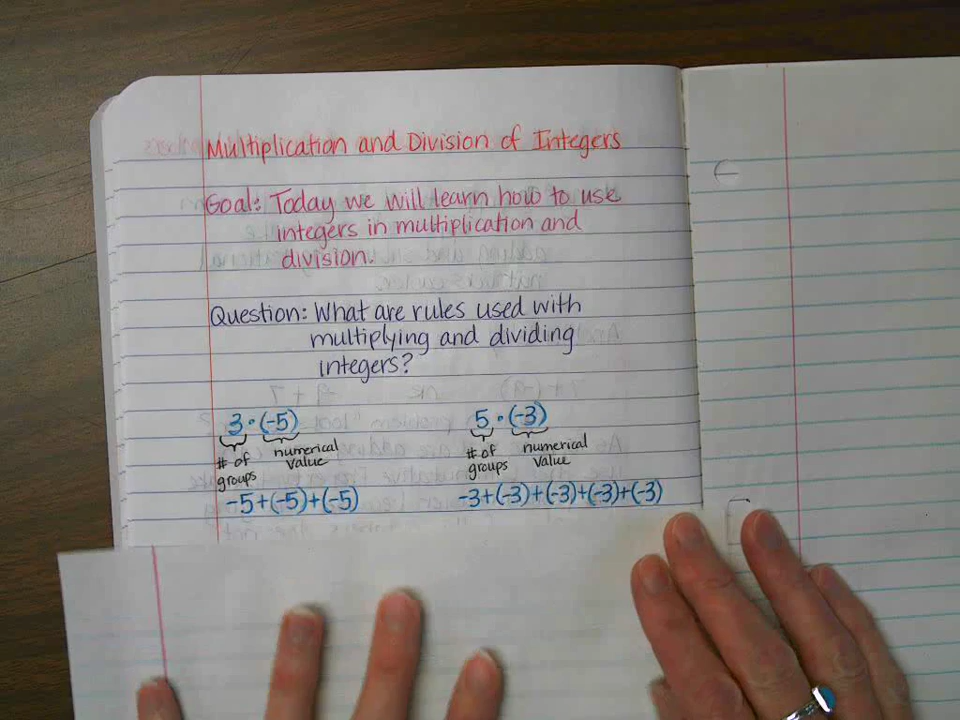 Multiplication and Division of Integers
Goal: Today we will learn how to use
integers in multiplication and
division.
Question: What are rules used with
multiplying and dividing
integers?
3 · (-5)
# of
groups
numerical
value
-5+(-5)+(-5)
5 · (-3)
# of
groups
numerical
value
-3+(-3)+(-3)+(-3)+(-3)